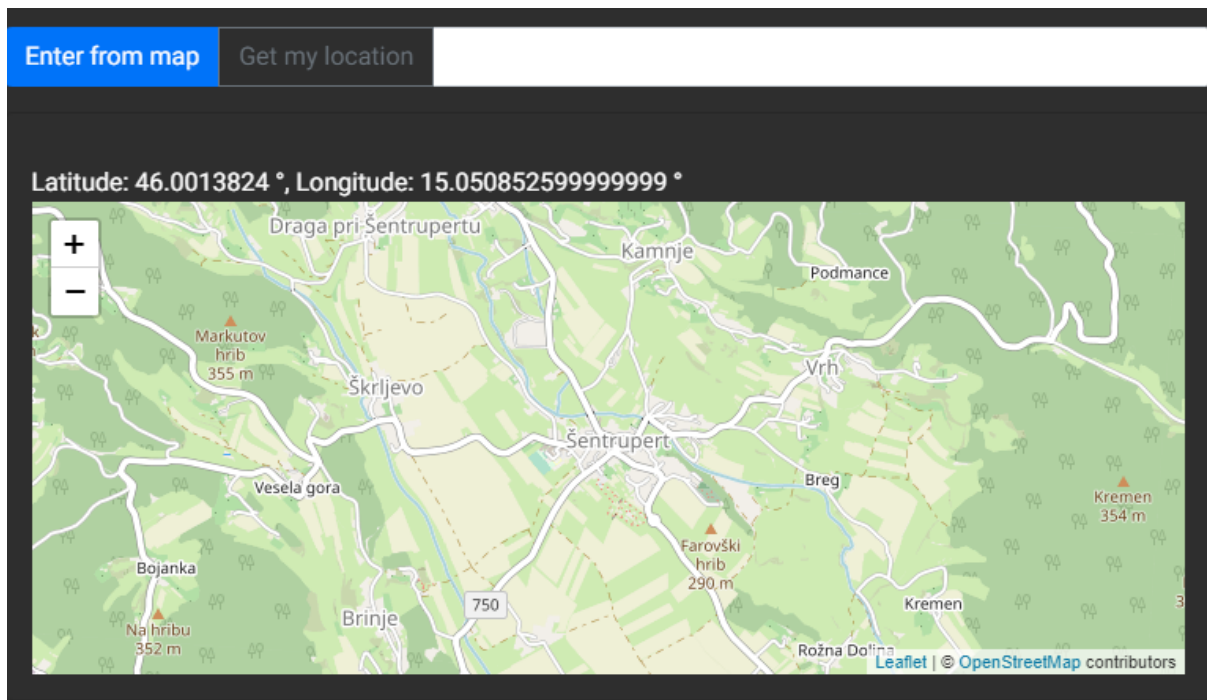 Enter from map
Get my location
Latitude: 46.0013824 °, Longitude: 15.050852599999999 °
+
−
Draga pri Šentrupertu
Kamnje
Podmance
Markutov
hrib
355 m
Škrljevo
Vrh
Šentrupert
Vesela gora
Breg
Kremen
354 m
Farovški
hrib
290 m
Bojanka
750
Kremen
Brinje
Na hribu
352 m
Rožna Dolina
Leaflet | © OpenStreetMap contributors